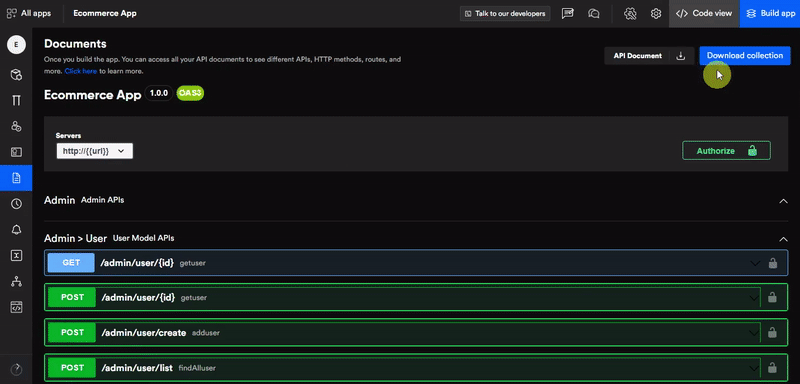 All apps
Ecommerce App
Talk to our developers
</> Code view
Build app
E
Documents
Once you build the app. You can access all your API documents to see different APIs, HTTP methods, routes, and
more. Click here to learn more.
API Document
Download collection
Ecommerce App 1.0.0 OAS3
Servers
http://{{url}}
Authorize
Admin Admin APIs
Admin > User User Model APIs
GET /admin/user/{id} getuser
POST /admin/user/{id} getuser
POST /admin/user/create adduser
POST /admin/user/list findAlluser
?